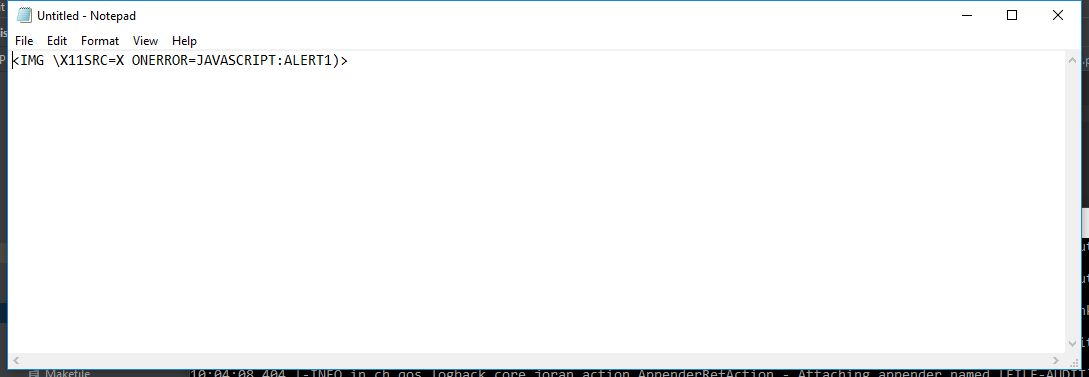 Untitled - Notepad
File Edit Format View Help
<IMG \X11SRC=X ONERROR=JAVASCRIPT:ALERT1)>
Makefile
10:04:08,404 |-INFO in ch.qos.logback.core.joran.action.AppenderRefAction - Attaching appender named [FILE-AUDIT